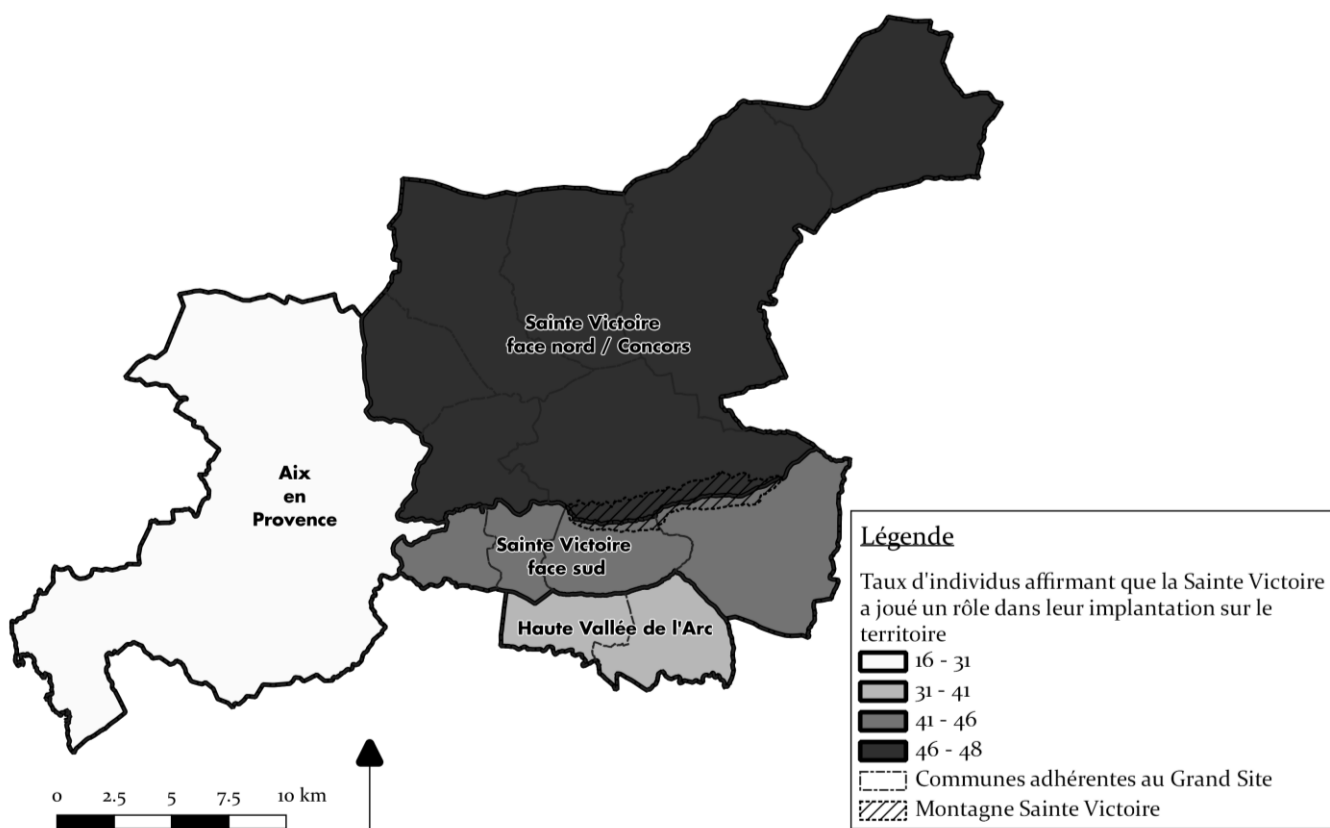 Sainte Victoire
face nord / Concors
Aix
en
Provence
Sainte Victoire
face sud
Haute Vallée de l'Arc
Légende
Taux d'individus affirmant que la Sainte Victoire
a joué un rôle dans leur implantation sur le
territoire
16 - 31
31 - 41
41 - 46
46 - 48
Communes adhérentes au Grand Site
Montagne Sainte Victoire
0 2.5 5 7.5 10 km